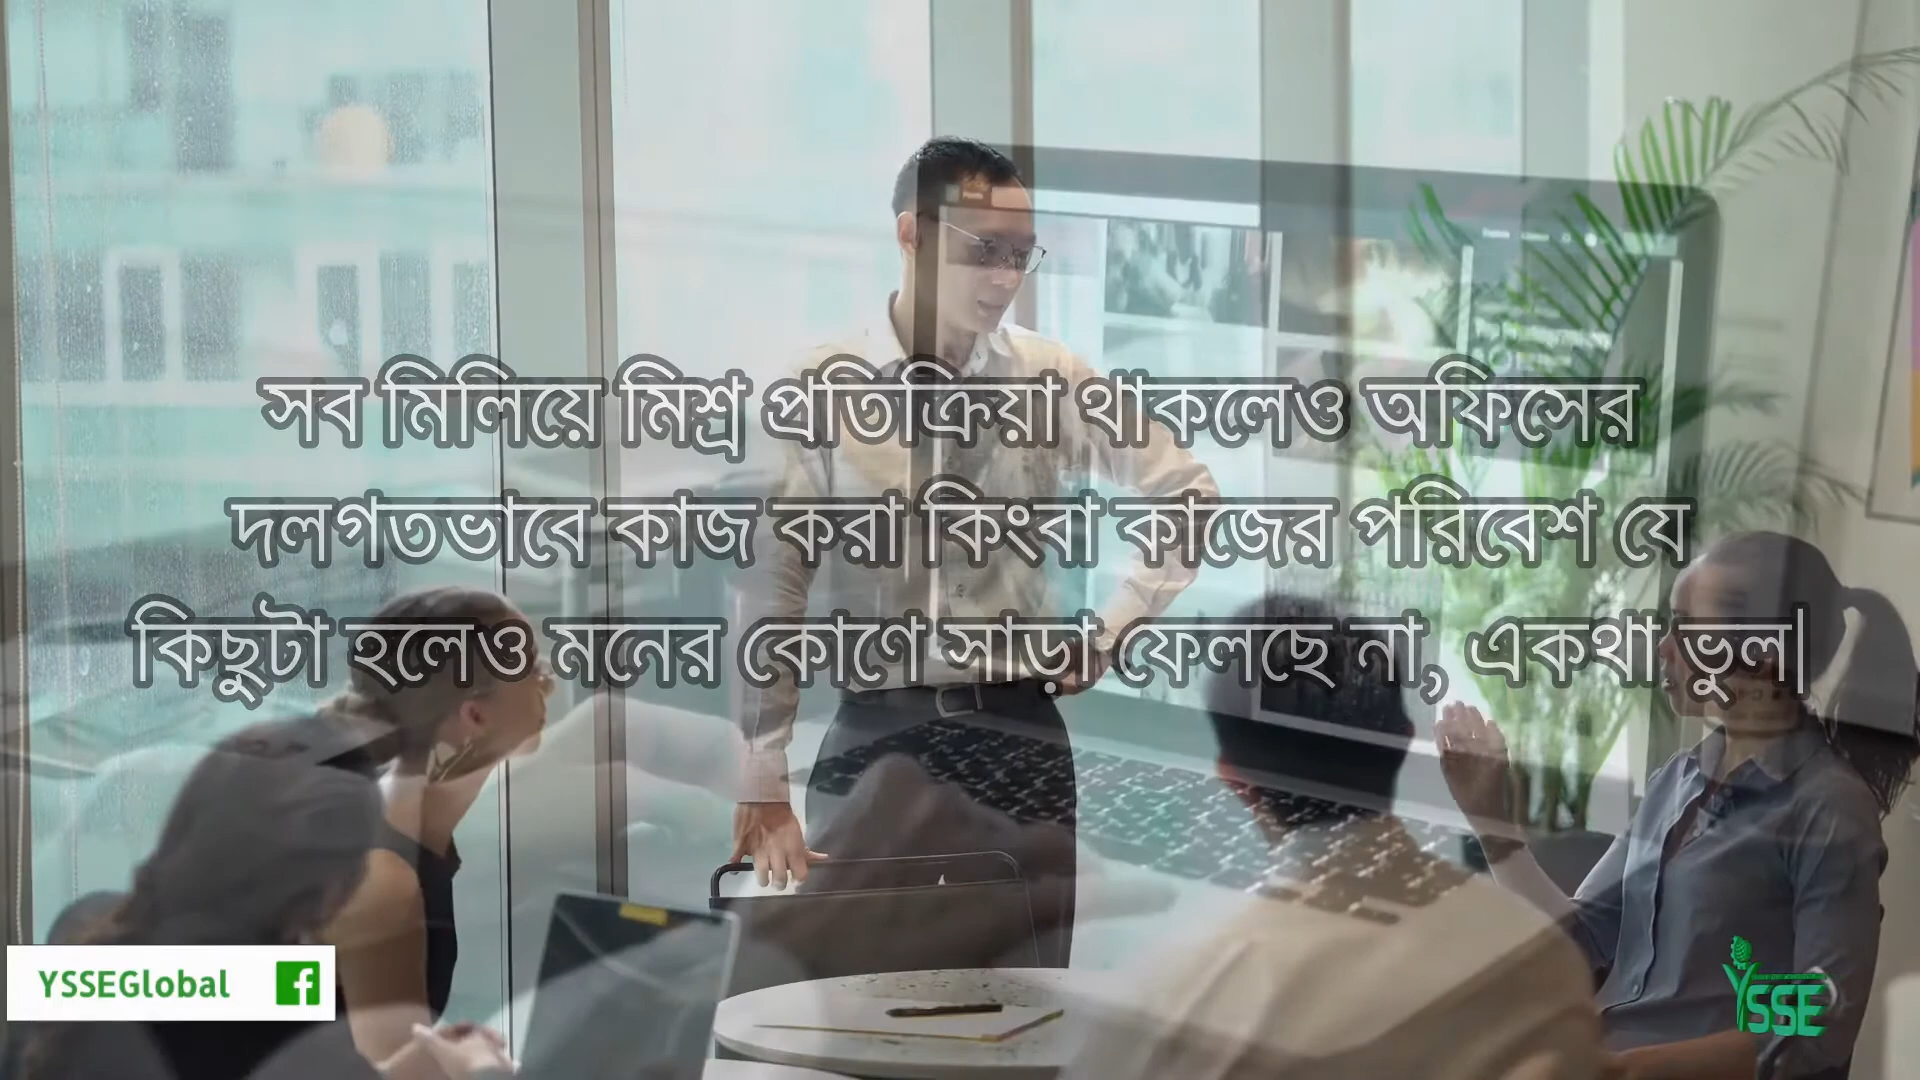 সব মিলিয়ে মিশ্র প্রতিক্রিয়া থাকলেও অফিসের
দলগতভাবে কাজ করা কিংবা কাজের পরিবেশ যে
কিছুটা হলেও মনের কোণে সাড়া ফেলছে না, একথা ভুল|
YSSEGlobal
YSSE